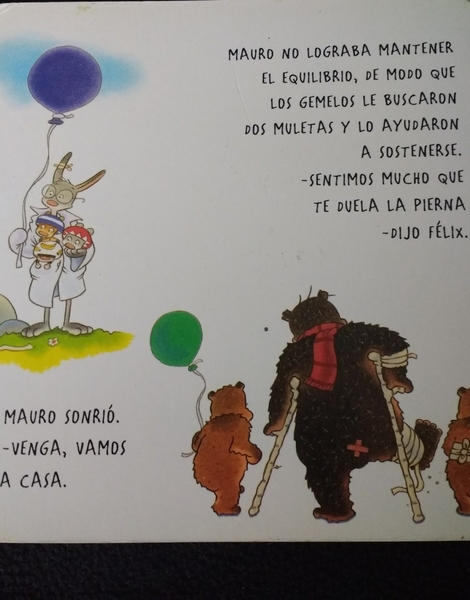 MAURO NO LOGRABA MANTENER
EL EQUILIBRIO, DE MODO QUE
LOS GEMELOS LE BUSCARON
DOS MULETAS Y LO AYUDARON
A SOSTENERSE.
-SENTIMOS MUCHO QUE
TE DUELA LA PIERNA
-DIJO FÉLIX.
MAURO SONRIÓ.
-VENGA, VAMOS
A CASA.